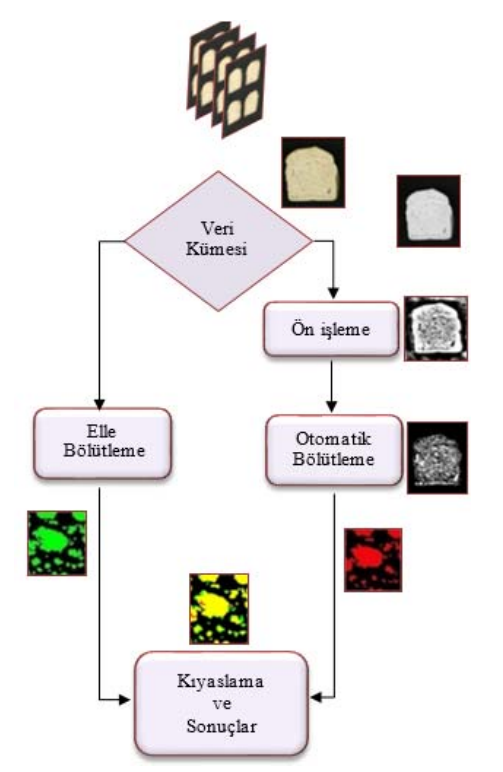 Veri
Kümesi
Ön işleme
Elle
Bölütleme
Otomatik
Bölütleme
Kıyaslama
ve
Sonuçlar